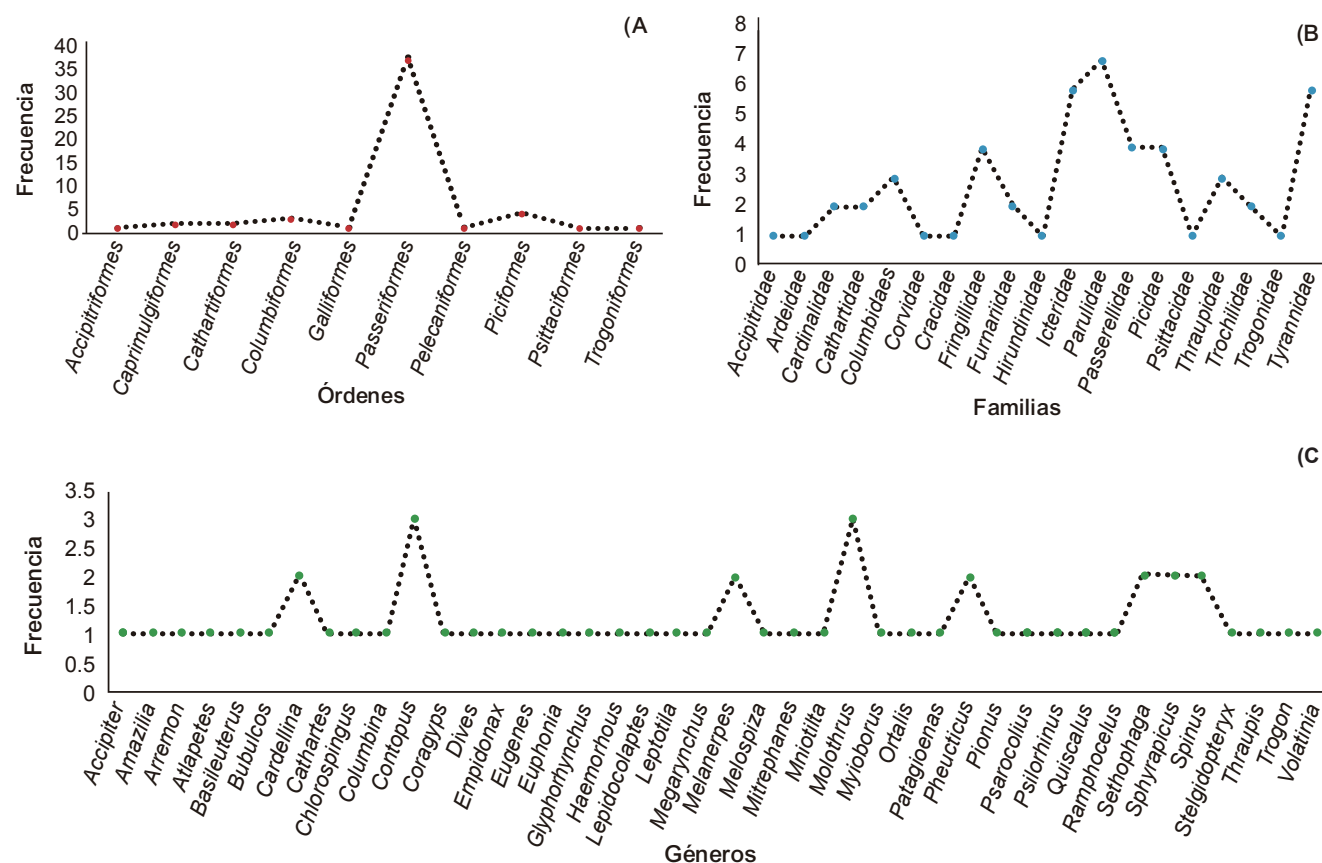 (A
Frecuencia
40
35
30
25
20
15
10
5
0
Accipitriformes
Caprimulgiformes
Cathartiformes
Columbiformes
Galliformes
Passeriformes
Pelecaniformes
Piciformes
Psittaciformes
Trogoniformes
Órdenes
(B
Frecuencia
8
7
6
5
4
3
2
1
0
Accipitridae
Ardeidae
Cardinalidae
Cathartidae
Columbidaes
Corvidae
Cracidae
Fringillidae
Furnaridae
Hirundinidae
Icteridae
Parulidae
Passerellidae
Picidae
Psittacidae
Thraupidae
Trochilidae
Trogonidae
Tyrannidae
Familias
(C
Frecuencia
3.5
3
2.5
2
1.5
1
0.5
0
Accipiter
Amazilia
Arremon
Atlapetes
Basileuterus
Bubulcos
Cardellina
Cathartes
Chlorospingus
Columbina
Contopus
Coragyps
Dives
Empidonax
Eugenes
Euphonia
Glyphorhynchus
Haemorhous
Lepidocolaptes
Leptotila
Megarynchus
Melanerpes
Melospiza
Mitrephanes
Mniotilta
Molothrus
Myioborus
Ortalis
Patagioenas
Pheucticus
Pionus
Psarocolius
Psilorhinus
Quiscalus
Ramphocelus
Sethophaga
Sphyrapicus
Spinus
Stelgidopteryx
Thraupis
Trogon
Volatinia
Géneros